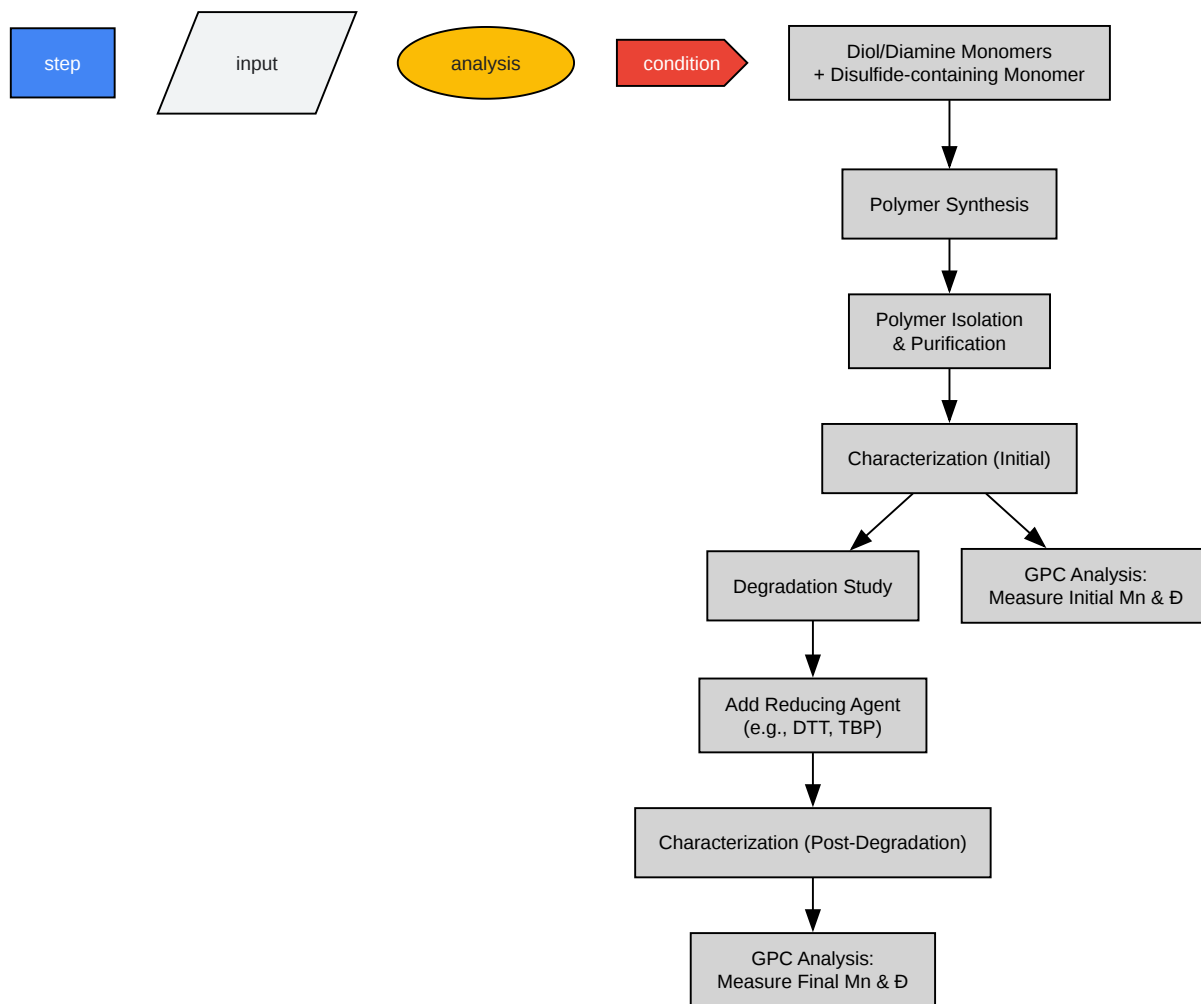 step
input
analysis
condition
Diol/Diamine Monomers
+ Disulfide-containing Monomer
Polymer Synthesis
Polymer Isolation
& Purification
Characterization (Initial)
Degradation Study
GPC Analysis:
Measure Initial Mn & Đ
Add Reducing Agent
(e.g., DTT, TBP)
Characterization (Post-Degradation)
GPC Analysis:
Measure Final Mn & Đ